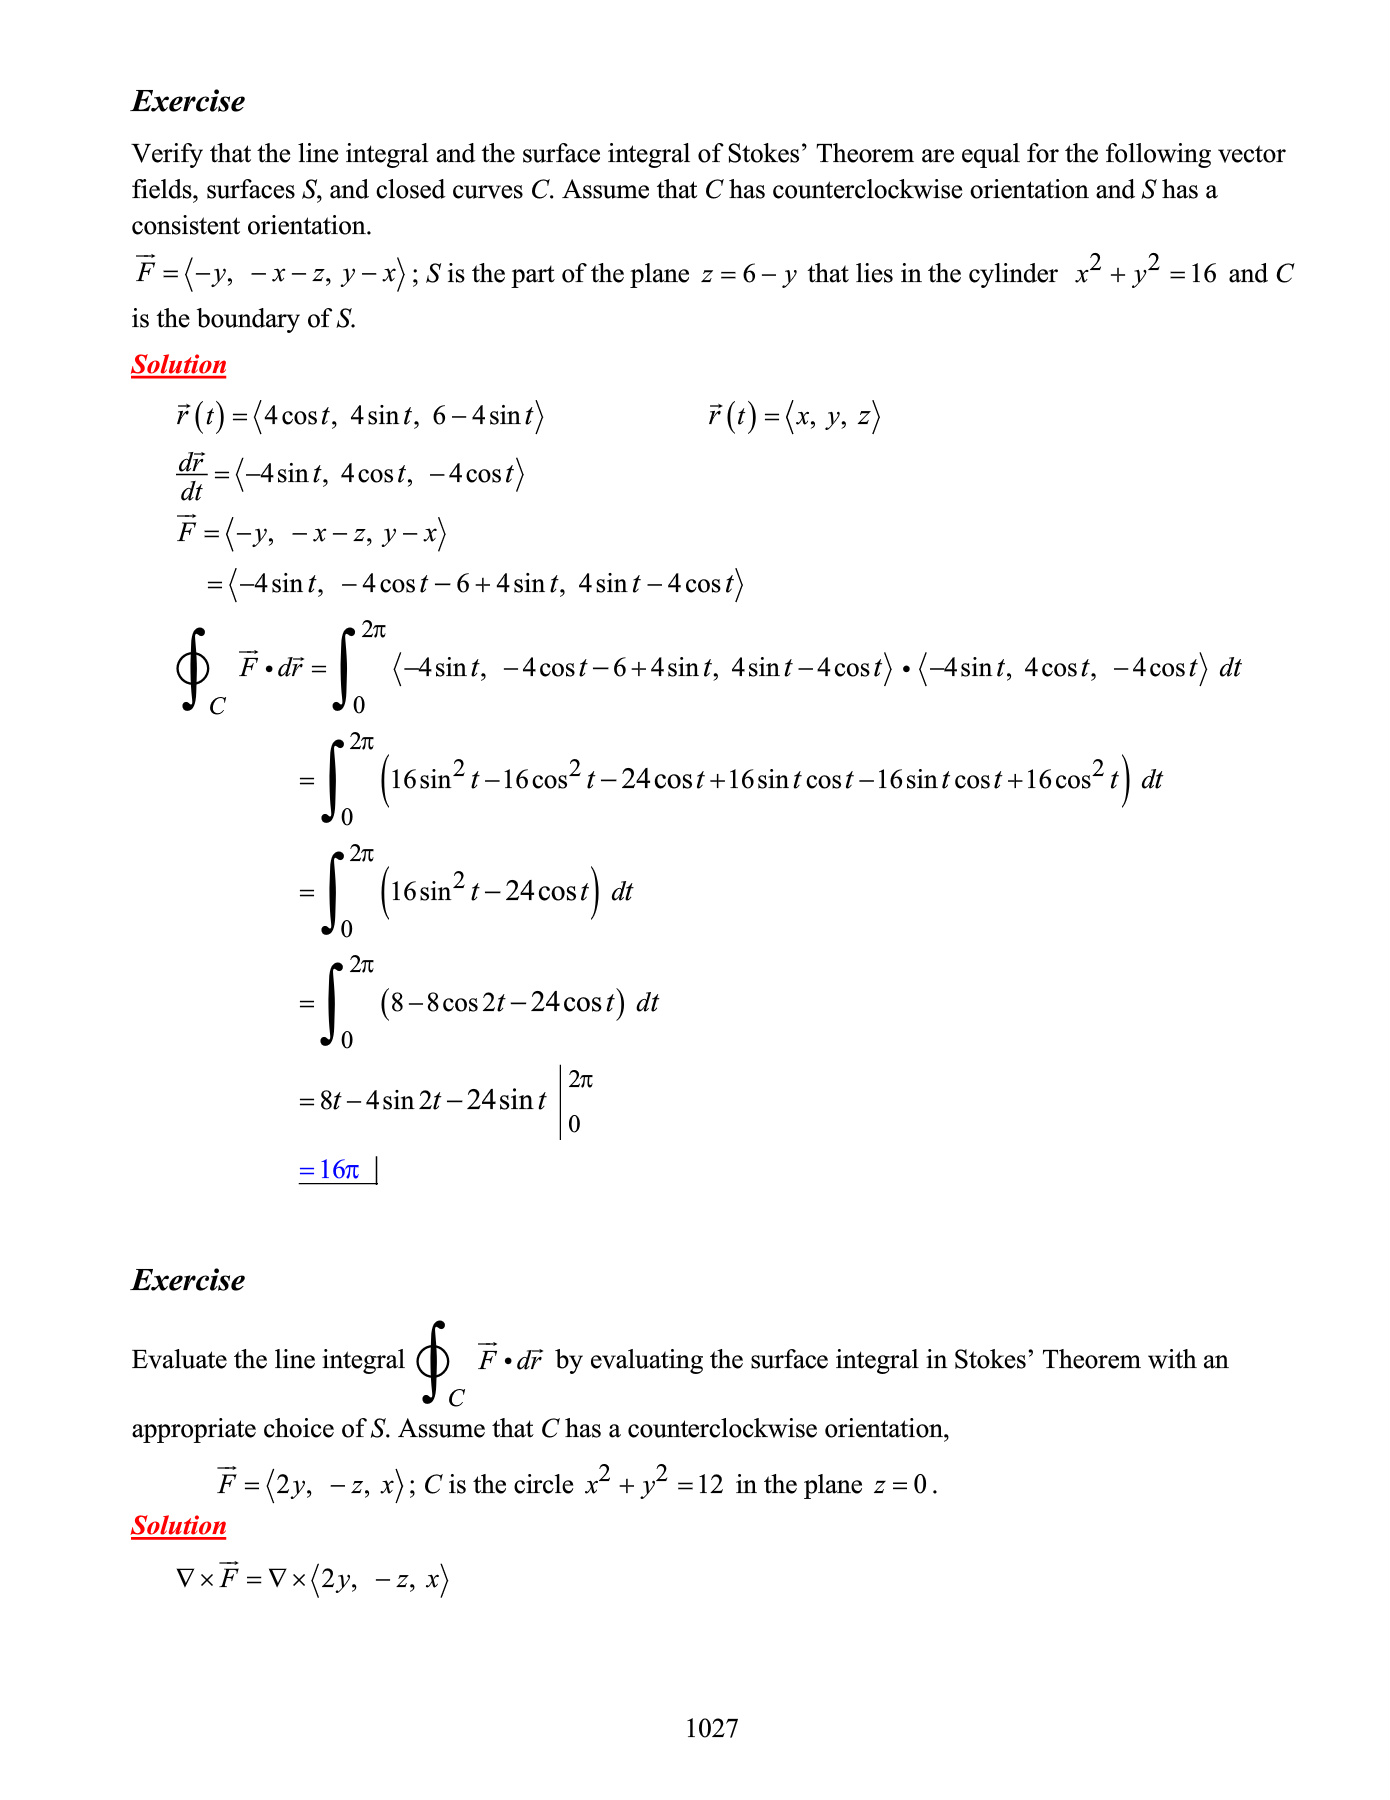 Exercise
Verify that the line integral and the surface integral of Stokes’ Theorem are equal for the following vector
fields, surfaces S, and closed curves C. Assume that C has counterclockwise orientation and S has a
consistent orientation.
$\vec{F} = \langle -y, \ -x-z, \ y-x \rangle$; S is the part of the plane $z = 6 - y$ that lies in the cylinder $x^2 + y^2 = 16$ and C
is the boundary of S.
Solution
$\vec{r}(t) = \langle 4\cos t, \ 4\sin t, \ 6 - 4\sin t \rangle$ $\vec{r}(t) = \langle x, \ y, \ z \rangle$
$\frac{d\vec{r}}{dt} = \langle -4\sin t, \ 4\cos t, \ -4\cos t \rangle$
$\vec{F} = \langle -y, \ -x-z, \ y-x \rangle$
$= \langle -4\sin t, \ -4\cos t - 6 + 4\sin t, \ 4\sin t - 4\cos t \rangle$
$\oint_C \vec{F} \bullet d\vec{r} = \int_0^{2\pi} \langle -4\sin t, \ -4\cos t - 6 + 4\sin t, \ 4\sin t - 4\cos t \rangle \bullet \langle -4\sin t, \ 4\cos t, \ -4\cos t \rangle \ dt$
$= \int_0^{2\pi} \left( 16\sin^2 t - 16\cos^2 t - 24\cos t + 16\sin t\cos t - 16\sin t\cos t + 16\cos^2 t \right) \ dt$
$= \int_0^{2\pi} \left( 16\sin^2 t - 24\cos t \right) \ dt$
$= \int_0^{2\pi} (8 - 8\cos 2t - 24\cos t) \ dt$
$= 8t - 4\sin 2t - 24\sin t \ \Big|_0^{2\pi}$
$= 16\pi \ |$
Exercise
Evaluate the line integral $\oint_C \vec{F} \bullet d\vec{r}$ by evaluating the surface integral in Stokes’ Theorem with an
appropriate choice of S. Assume that C has a counterclockwise orientation,
$\vec{F} = \langle 2y, \ -z, \ x \rangle$; C is the circle $x^2 + y^2 = 12$ in the plane $z = 0$.
Solution
$\nabla \times \vec{F} = \nabla \times \langle 2y, \ -z, \ x \rangle$
1027